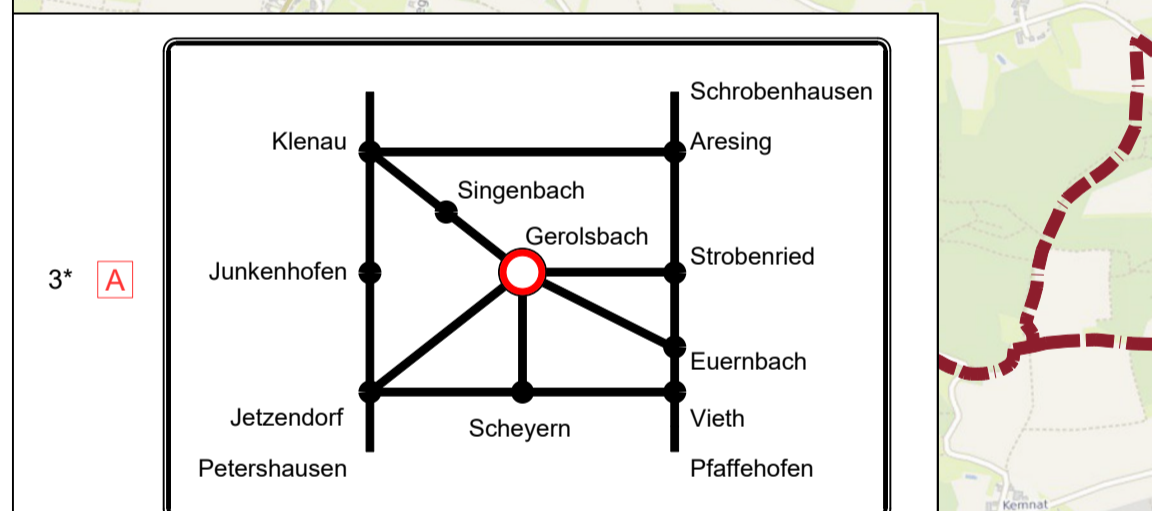 Schrobenhausen
Klenau
Aresing
Singenbach
Gerolsbach
Strobenried
3* A
Junkenhofen
Euernbach
Jetzendorf
Scheyern
Vieth
Petershausen
Pfaffehofen
Kemnat